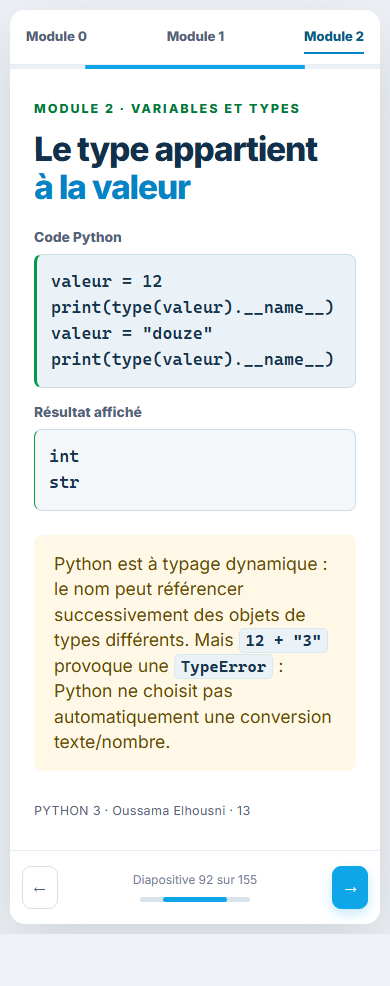 Module 0 Module 1 Module 2
MODULE 2 · VARIABLES ET TYPES
Le type appartient
à la valeur
Code Python
valeur = 12
print(type(valeur).__name__)
valeur = "douze"
print(type(valeur).__name__)
Résultat affiché
int
str
Python est à typage dynamique :
le nom peut référencer
successivement des objets de
types différents. Mais 12 + "3"
provoque une TypeError :
Python ne choisit pas
automatiquement une conversion
texte/nombre.
PYTHON 3 · Oussama Elhousni · 13
← Diapositive 92 sur 155 →